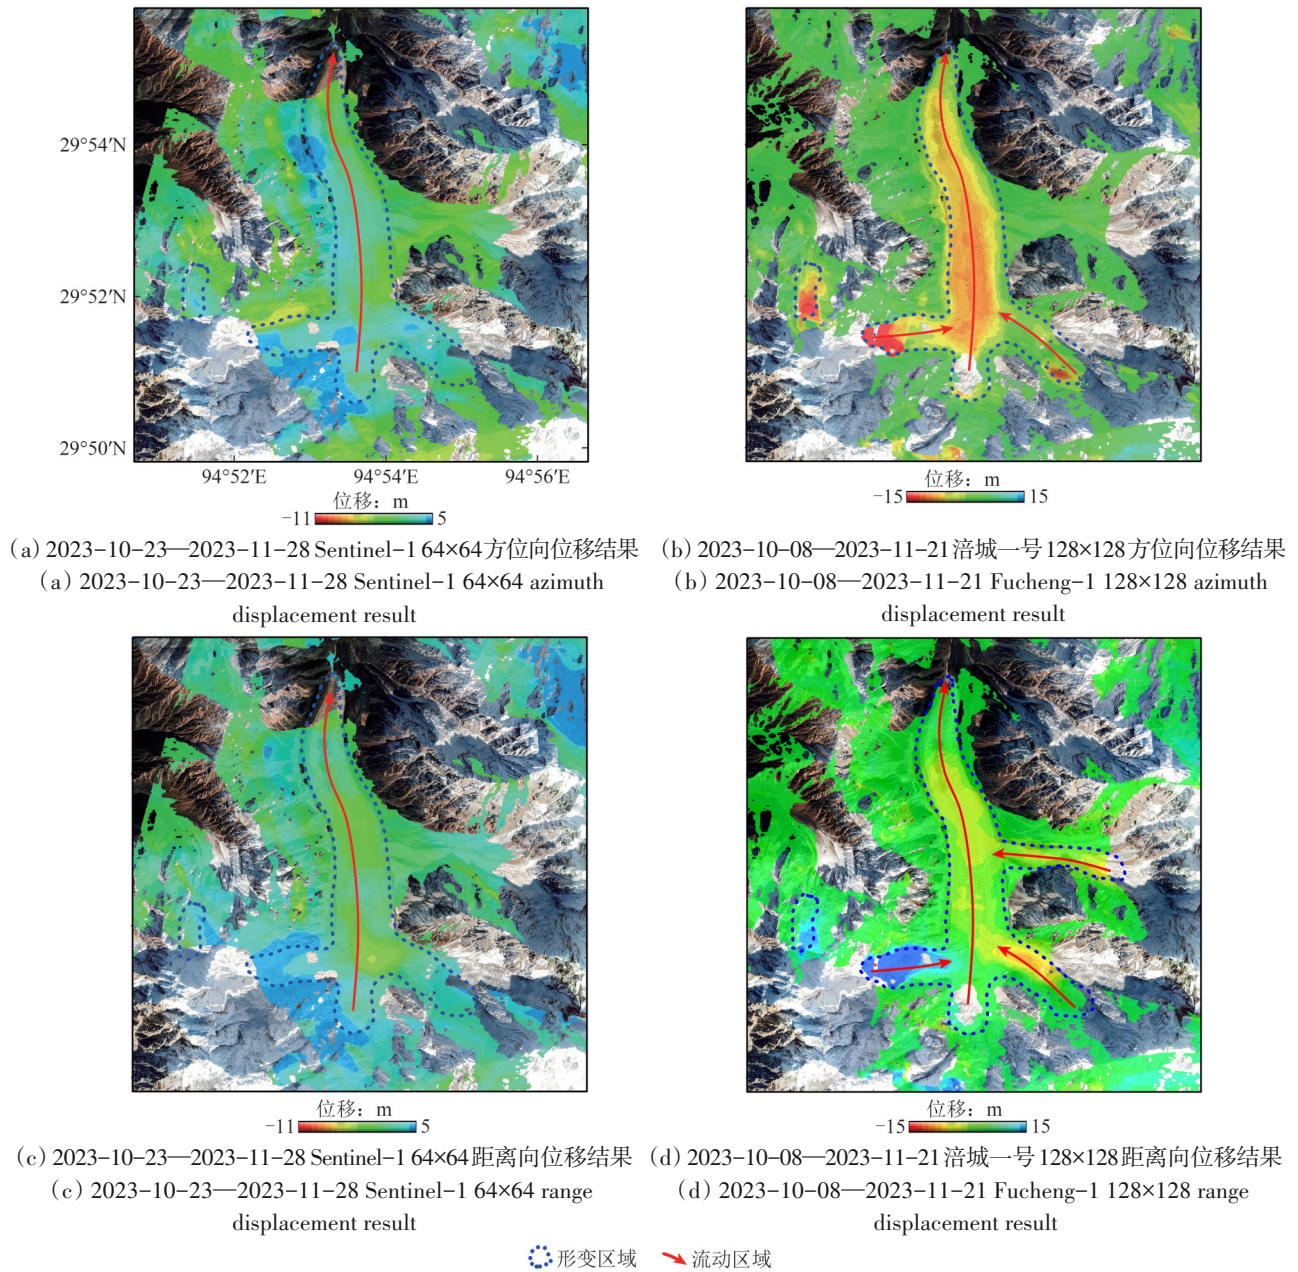 29°54′N
29°52′N
29°50′N
94°52′E 94°54′E 94°56′E
位移：m
-11 5
位移：m
-15 15
(a) 2023-10-23—2023-11-28 Sentinel-1 64×64方位向位移结果
(a) 2023-10-23—2023-11-28 Sentinel-1 64×64 azimuth
displacement result
(b) 2023-10-08—2023-11-21涪城一号128×128方位向位移结果
(b) 2023-10-08—2023-11-21 Fucheng-1 128×128 azimuth
displacement result
位移：m
-11 5
位移：m
-15 15
(c) 2023-10-23—2023-11-28 Sentinel-1 64×64距离向位移结果
(c) 2023-10-23—2023-11-28 Sentinel-1 64×64 range
displacement result
(d) 2023-10-08—2023-11-21涪城一号128×128距离向位移结果
(d) 2023-10-08—2023-11-21 Fucheng-1 128×128 range
displacement result
形变区域 流动区域